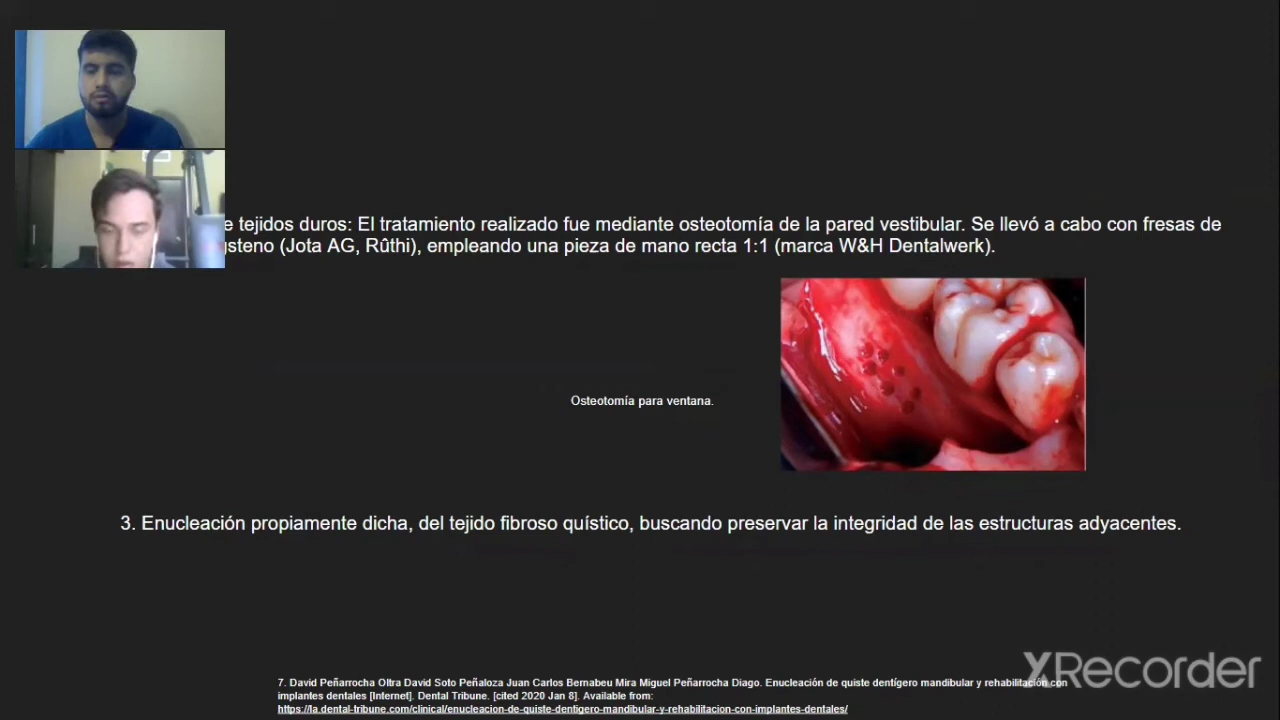 e tejidos duros: El tratamiento realizado fue mediante osteotomía de la pared vestibular. Se llevó a cabo con fresas de
gsteno (Jota AG, Rûthi), empleando una pieza de mano recta 1:1 (marca W&H Dentalwerk).
Osteotomía para ventana.
3. Enucleación propiamente dicha, del tejido fibroso quístico, buscando preservar la integridad de las estructuras adyacentes.
XRecorder
7. David Peñarrocha Oltra David Soto Peñaloza Juan Carlos Bernabeu Mira Miguel Peñarrocha Diago. Enucleación de quiste dentígero mandibular y rehabilitación con
implantes dentales [Internet]. Dental Tribune. [cited 2020 Jan 8]. Available from:
https://la.dental-tribune.com/clinical/enucleacion-de-quiste-dentigero-mandibular-y-rehabilitacion-con-implantes-dentales/